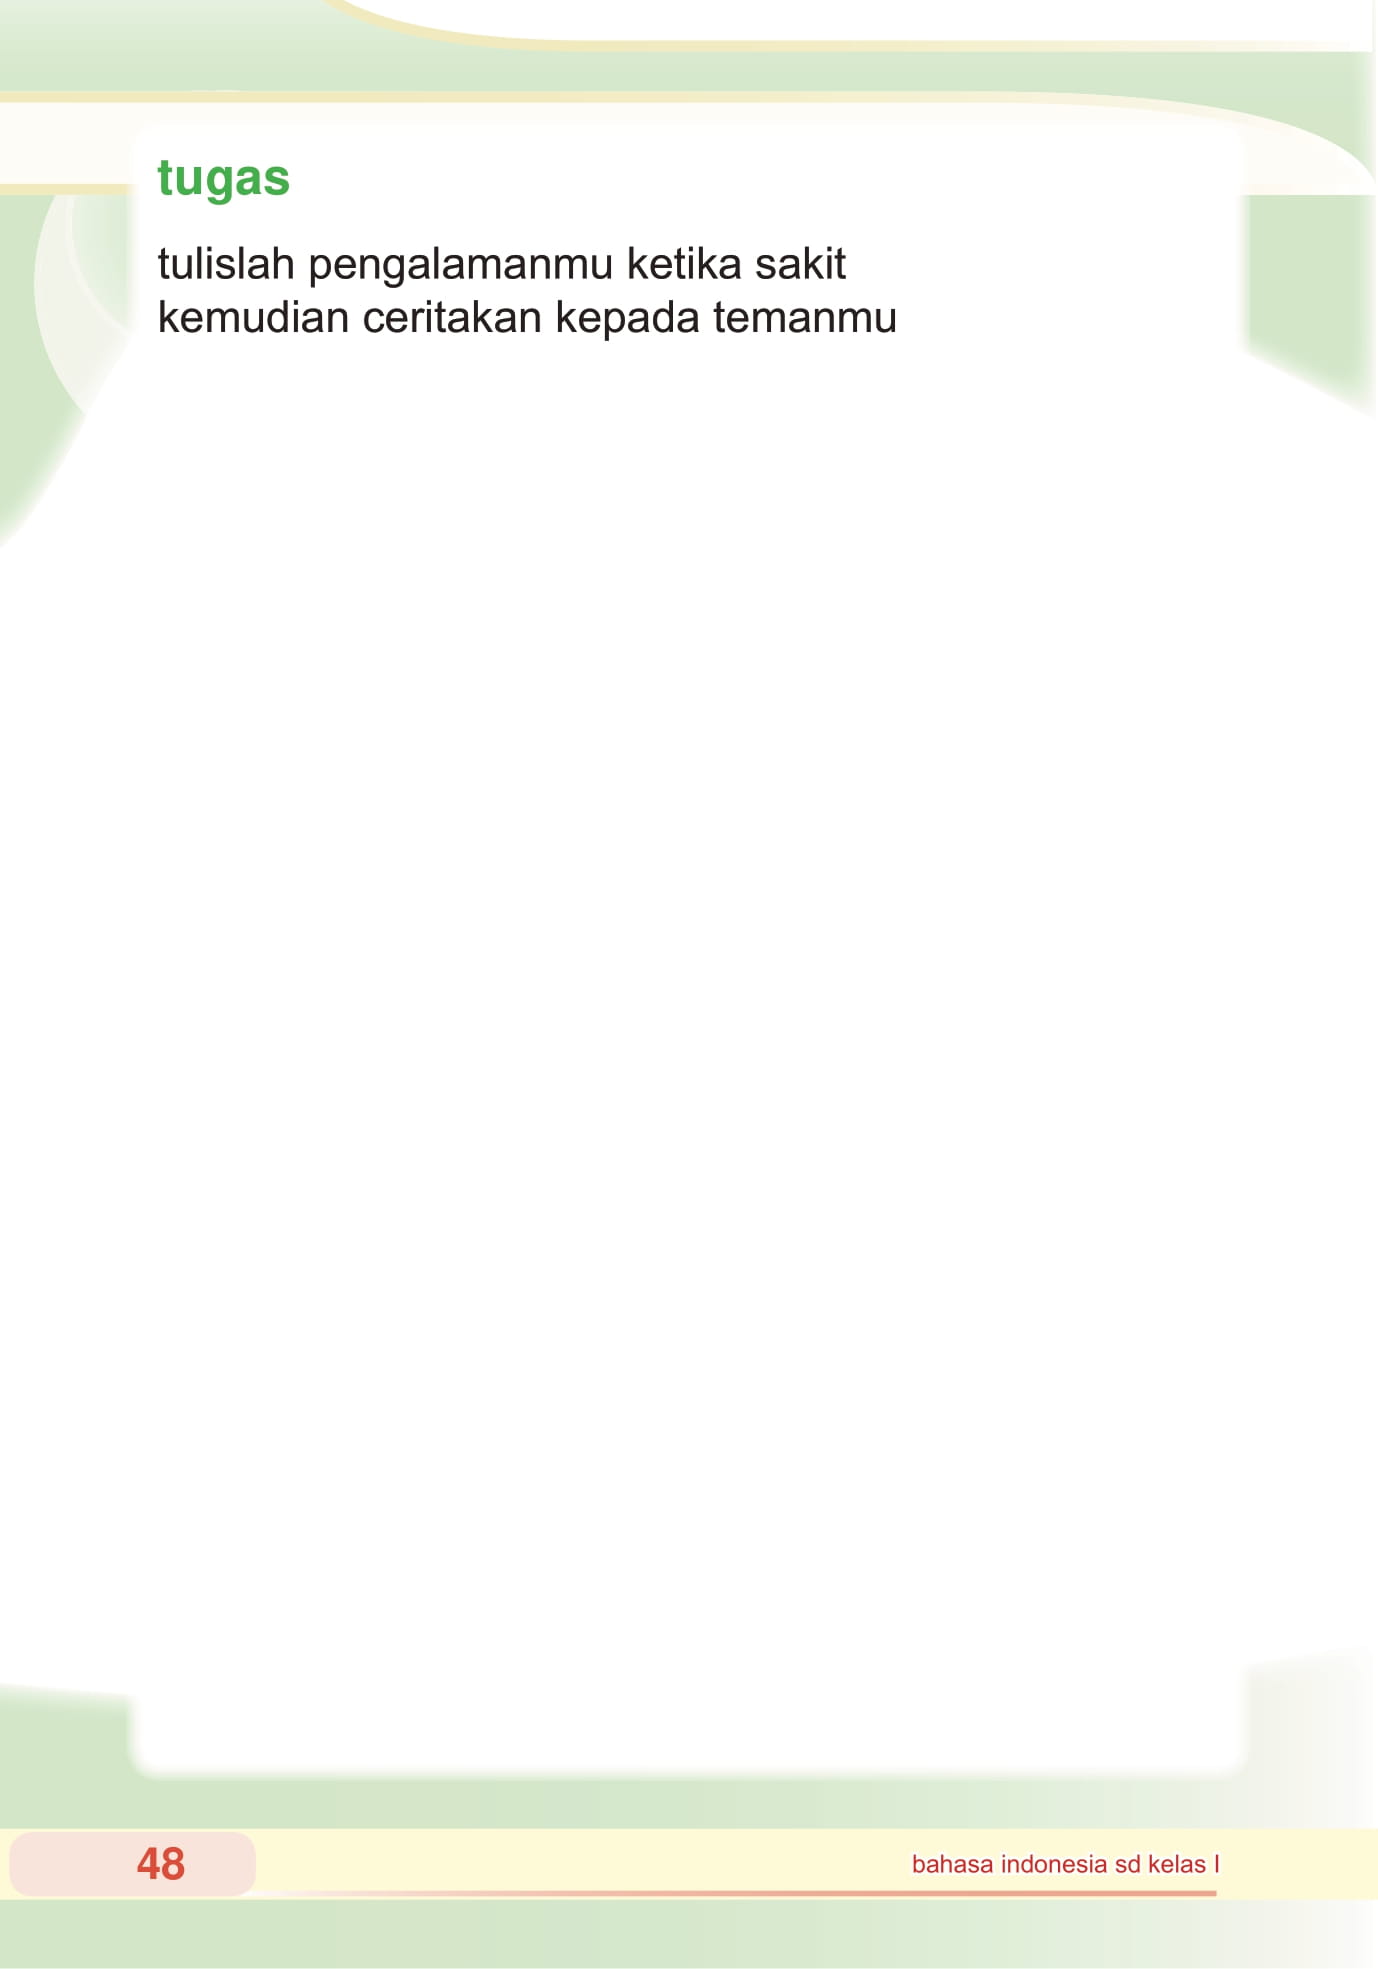 tugas
tulislah pengalamanmu ketika sakit
kemudian ceritakan kepada temanmu
48
bahasa indonesia sd kelas I